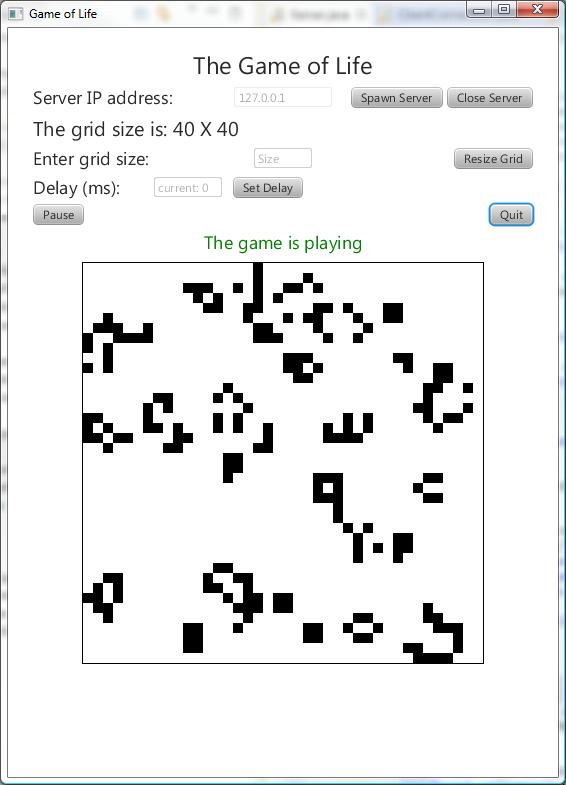 Game of Life
The Game of Life
Server IP address: 127.0.0.1 Spawn Server Close Server
The grid size is: 40 X 40
Enter grid size: Size Resize Grid
Delay (ms): current: 0 Set Delay
Pause Quit
The game is playing